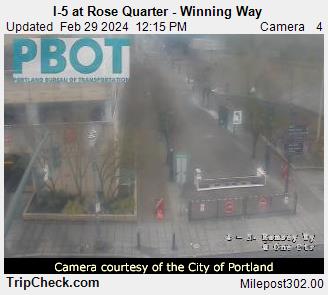 I-5 at Rose Quarter - Winning Way
Updated Feb 29 2024 12:15 PM Camera 4
PBOT
PORTLAND BUREAU OF TRANSPORTATION
Camera courtesy of the City of Portland
TripCheck.com Milepost302.00